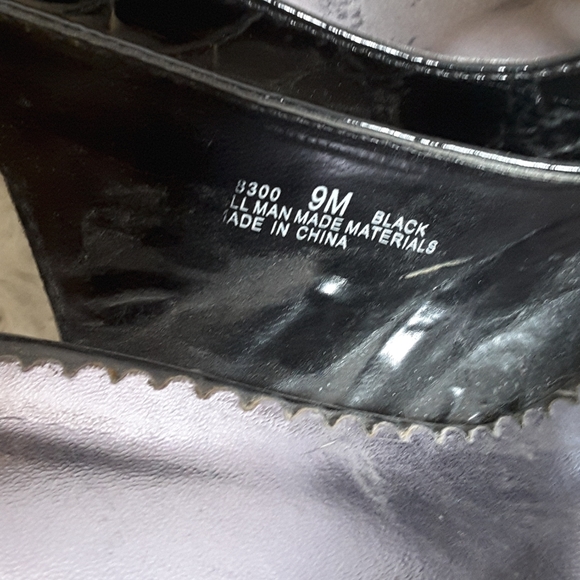 8300 9M BLACK
LL MAN MADE MATERIALS
ADE IN CHINA